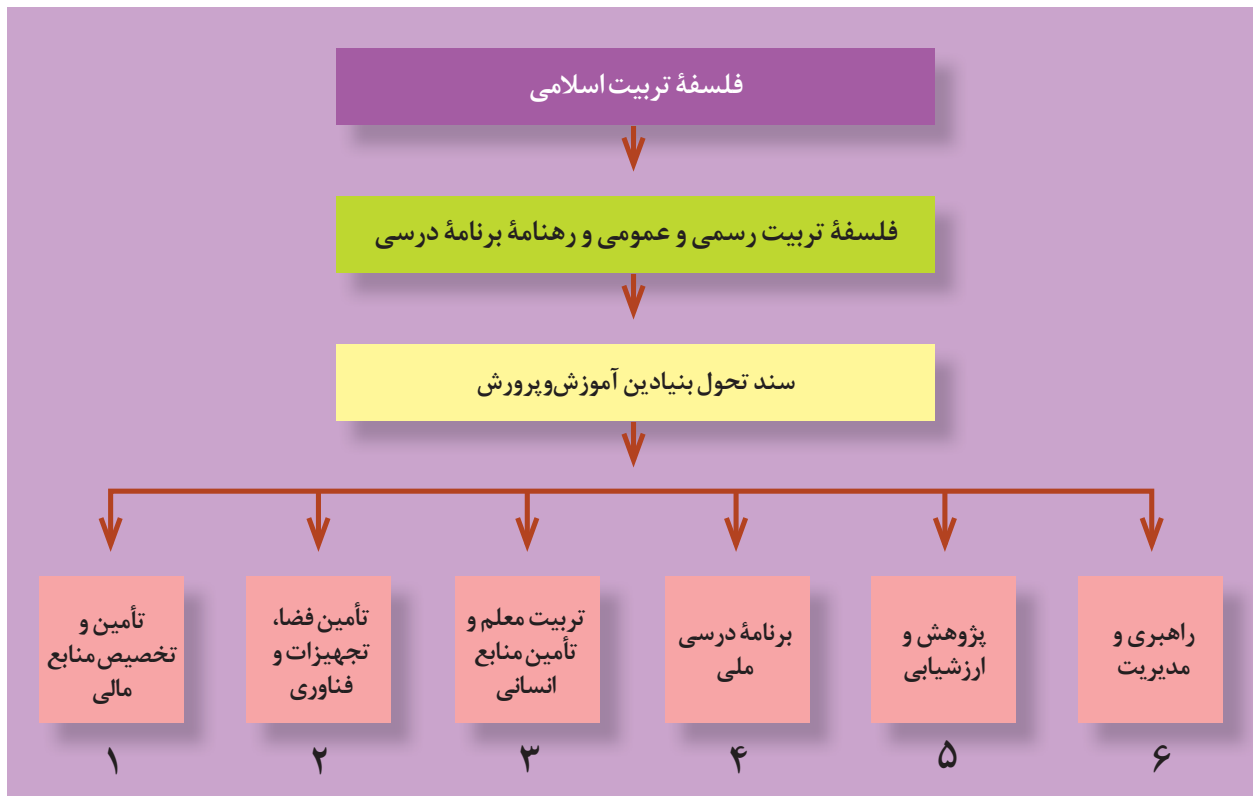 فلسفهٔ تربیت اسلامی
فلسفهٔ تربیت رسمی و عمومی و رهنامهٔ برنامهٔ درسی
سند تحول بنیادین آموزش‌وپرورش
راهبری و
مدیریت
۶
پژوهش و
ارزشیابی
۵
برنامهٔ درسی
ملی
۴
تربیت معلم و
تأمین منابع
انسانی
۳
تأمین فضا،
تجهیزات و
فناوری
۲
تأمین و
تخصیص منابع
مالی
۱